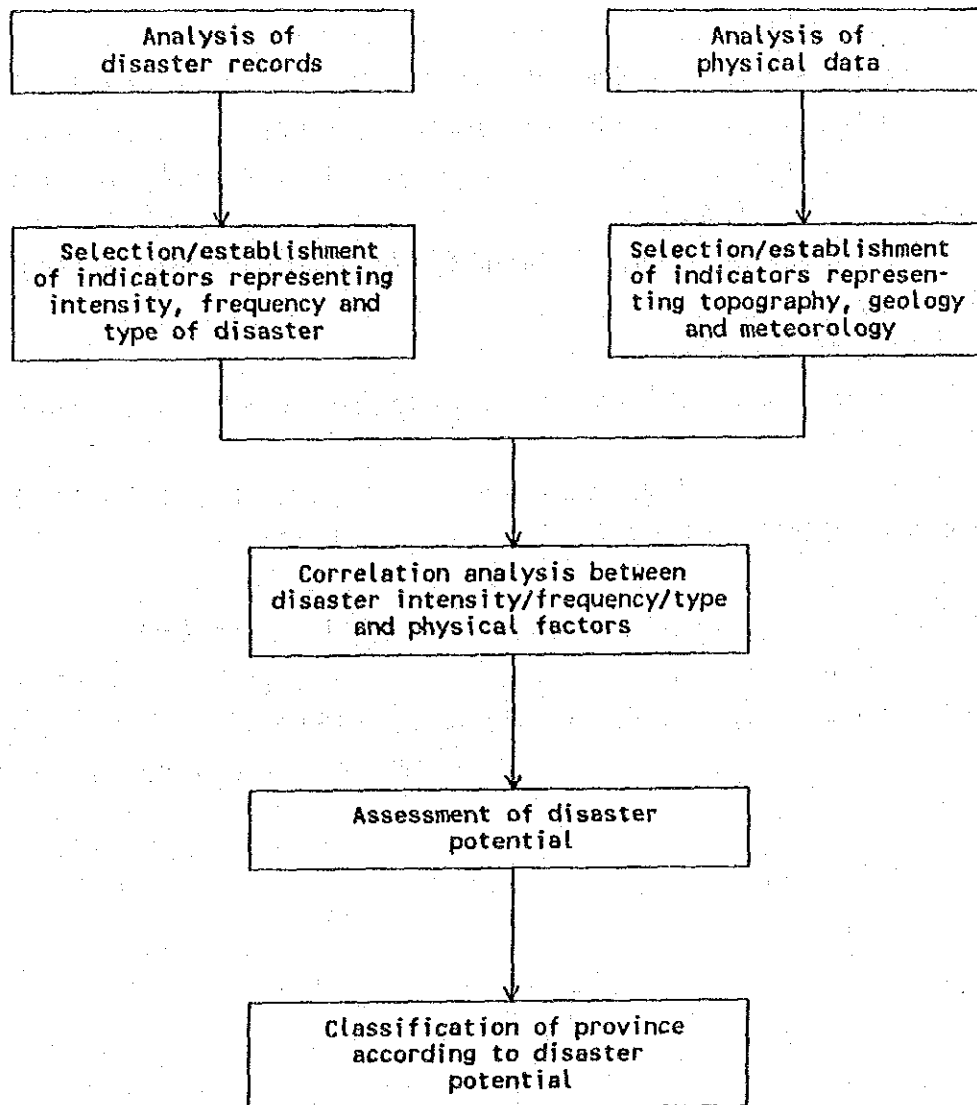 Analysis of
disaster records
Analysis of
physical data
Selection/establishment
of indicators representing
intensity, frequency and
type of disaster
Selection/establishment
of indicators represen-
ting topography, geology
and meteorology
Correlation analysis between
disaster intensity/frequency/type
and physical factors
Assessment of disaster
potential
Classification of province
according to disaster
potential